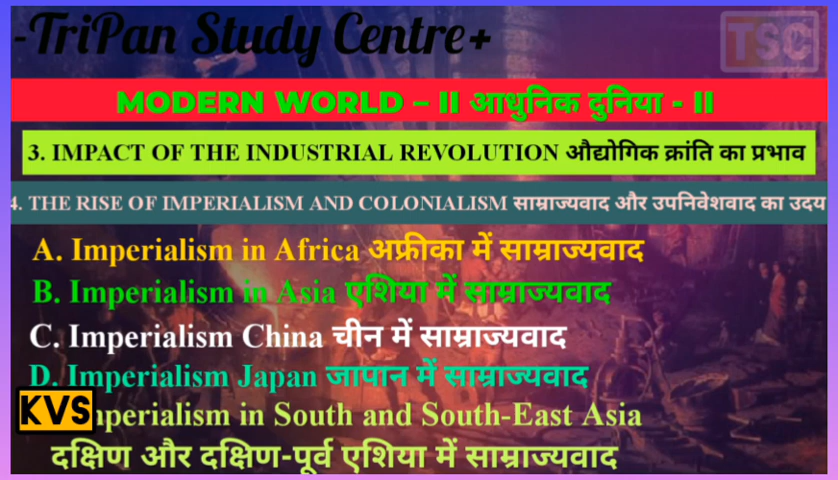 -TriPan Study Centre+
TSC
MODERN WORLD – II आधुनिक दुनिया - II
3. IMPACT OF THE INDUSTRIAL REVOLUTION औद्योगिक क्रांति का प्रभाव
4. THE RISE OF IMPERIALISM AND COLONIALISM साम्राज्यवाद और उपनिवेशवाद का उदय
A. Imperialism in Africa अफ्रीका में साम्राज्यवाद
B. Imperialism in Asia एशिया में साम्राज्यवाद
C. Imperialism China चीन में साम्राज्यवाद
D. Imperialism Japan जापान में साम्राज्यवाद
KVS
in South and South-East Asia
दक्षिण और दक्षिण-पूर्व एशिया में साम्राज्यवाद